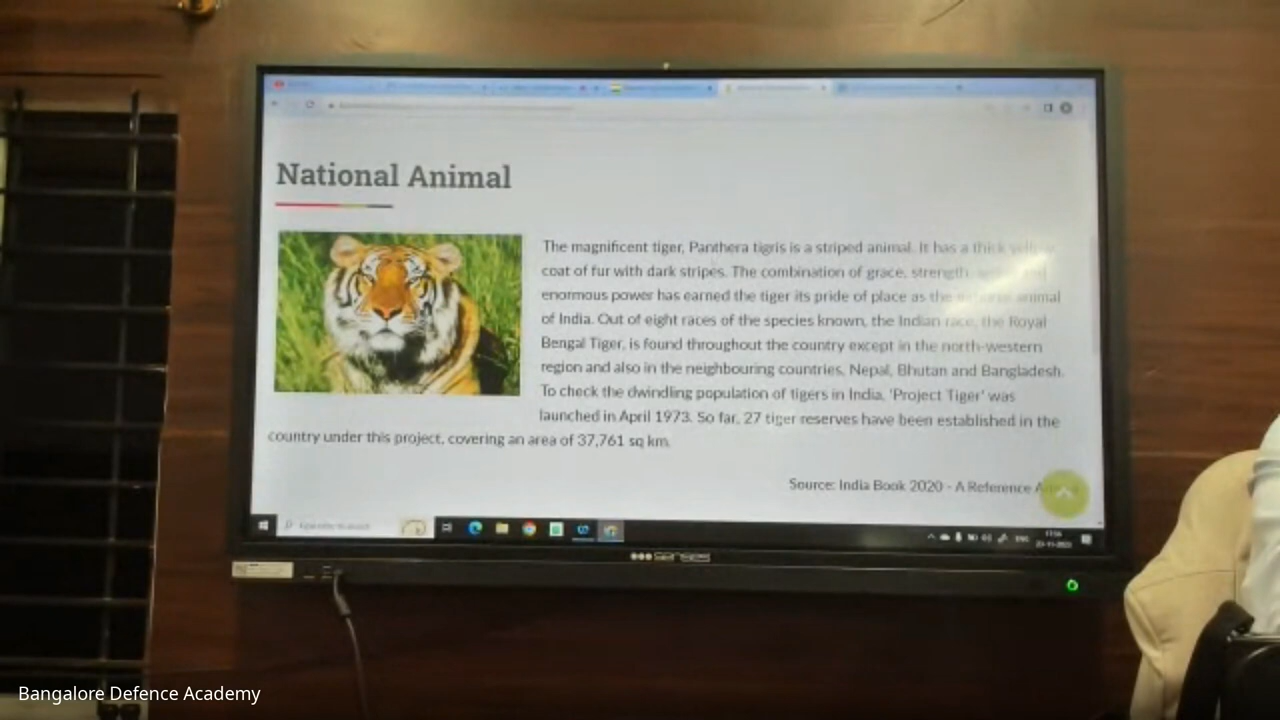 National Animal
The magnificent tiger, Panthera tigris is a striped animal. It has a thick yellow
coat of fur with dark stripes. The combination of grace, strength,
enormous power has earned the tiger its pride of place as the national animal
of India. Out of eight races of the species known, the Indian race, the Royal
Bengal Tiger, is found throughout the country except in the north-western
region and also in the neighbouring countries, Nepal, Bhutan and Bangladesh.
To check the dwindling population of tigers in India, 'Project Tiger' was
launched in April 1973. So far, 27 tiger reserves have been established in the
country under this project, covering an area of 37,761 sq km.
Source: India Book 2020 - A Reference
Bangalore Defence Academy